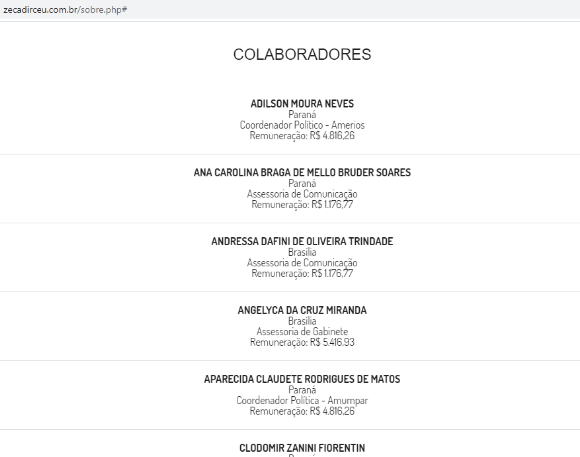 zecadirceu.com.br/sobre.php#
COLABORADORES
ADILSON MOURA NEVES
Paraná
Coordenador Político - Amerios
Remuneração: R$ 4.816,26
ANA CAROLINA BRAGA DE MELLO BRUDER SOARES
Paraná
Assessoria de Comunicação
Remuneração: R$ 1.176,77
ANDRESSA DAFINI DE OLIVEIRA TRINDADE
Brasília
Assessoria de Comunicação
Remuneração: R$ 1.176,77
ANGELYCA DA CRUZ MIRANDA
Brasília
Assessoria de Gabinete
Remuneração: R$ 5.416.93
APARECIDA CLAUDETE RODRIGUES DE MATOS
Paraná
Coordenador Política - Amumpar
Remuneração: R$ 4.816,26
CLODOMIR ZANINI FIORENTIN